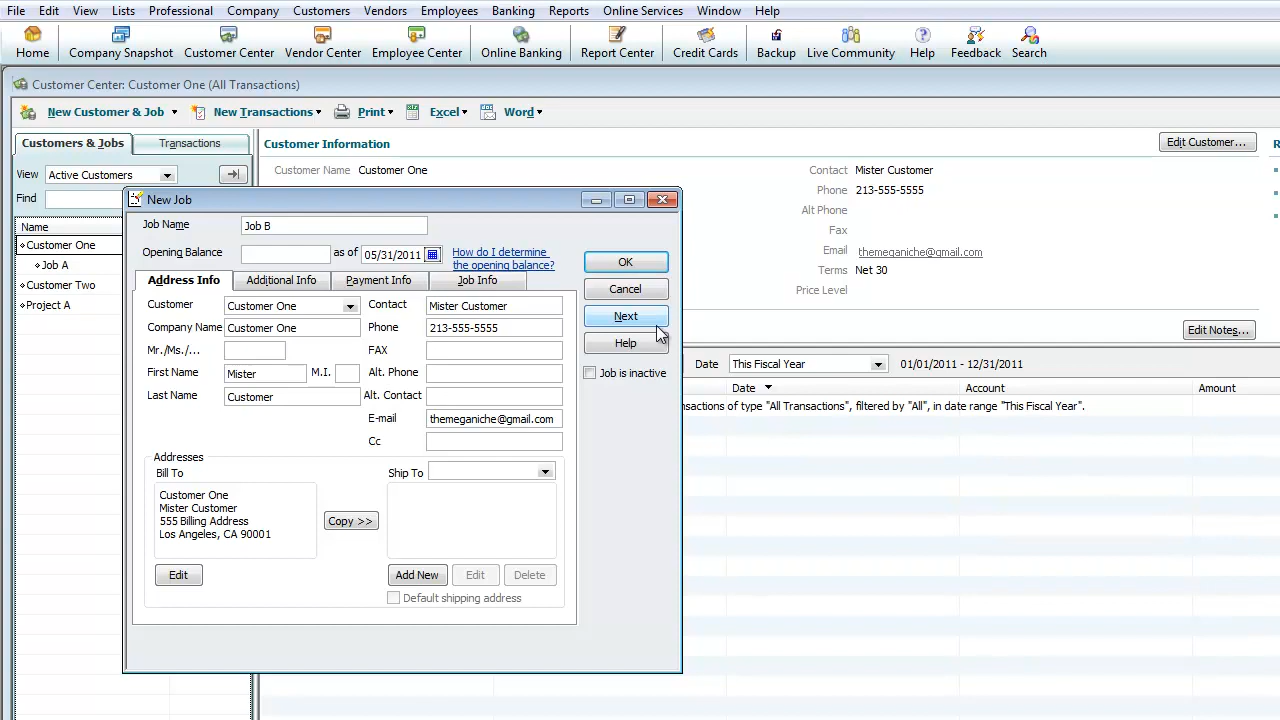 File Edit View Lists Professional Company Customers Vendors Employees Banking Reports Online Services Window Help
Home Company Snapshot Customer Center Vendor Center Employee Center Online Banking Report Center Credit Cards Backup Live Community Help Feedback Search
Customer Center: Customer One (All Transactions)
New Customer & Job New Transactions Print Excel Word
Customers & Jobs Transactions
View Active Customers
Find
Name
Customer One
Job A
Customer Two
Project A
Customer Information
Edit Customer...
Customer Name Customer One
Contact Mister Customer
Phone 213-555-5555
Alt Phone
Fax
Email themeganiche@gmail.com
Terms Net 30
Price Level
Edit Notes...
Date This Fiscal Year 01/01/2011 - 12/31/2011
Date Account Amount
nsactions of type "All Transactions", filtered by "All", in date range "This Fiscal Year".
New Job
Job Name Job B
Opening Balance as of 05/31/2011
How do I determine
the opening balance?
Address Info Additional Info Payment Info Job Info
Customer Customer One
Company Name Customer One
Mr./Ms./...
First Name Mister M.I.
Last Name Customer
Contact Mister Customer
Phone 213-555-5555
FAX
Alt. Phone
Alt. Contact
E-mail themeganiche@gmail.com
Cc
Addresses
Bill To
Customer One
Mister Customer
555 Billing Address
Los Angeles, CA 90001
Edit
Copy >>
Ship To
Add New Edit Delete
Default shipping address
OK
Cancel
Next
Help
Job is inactive